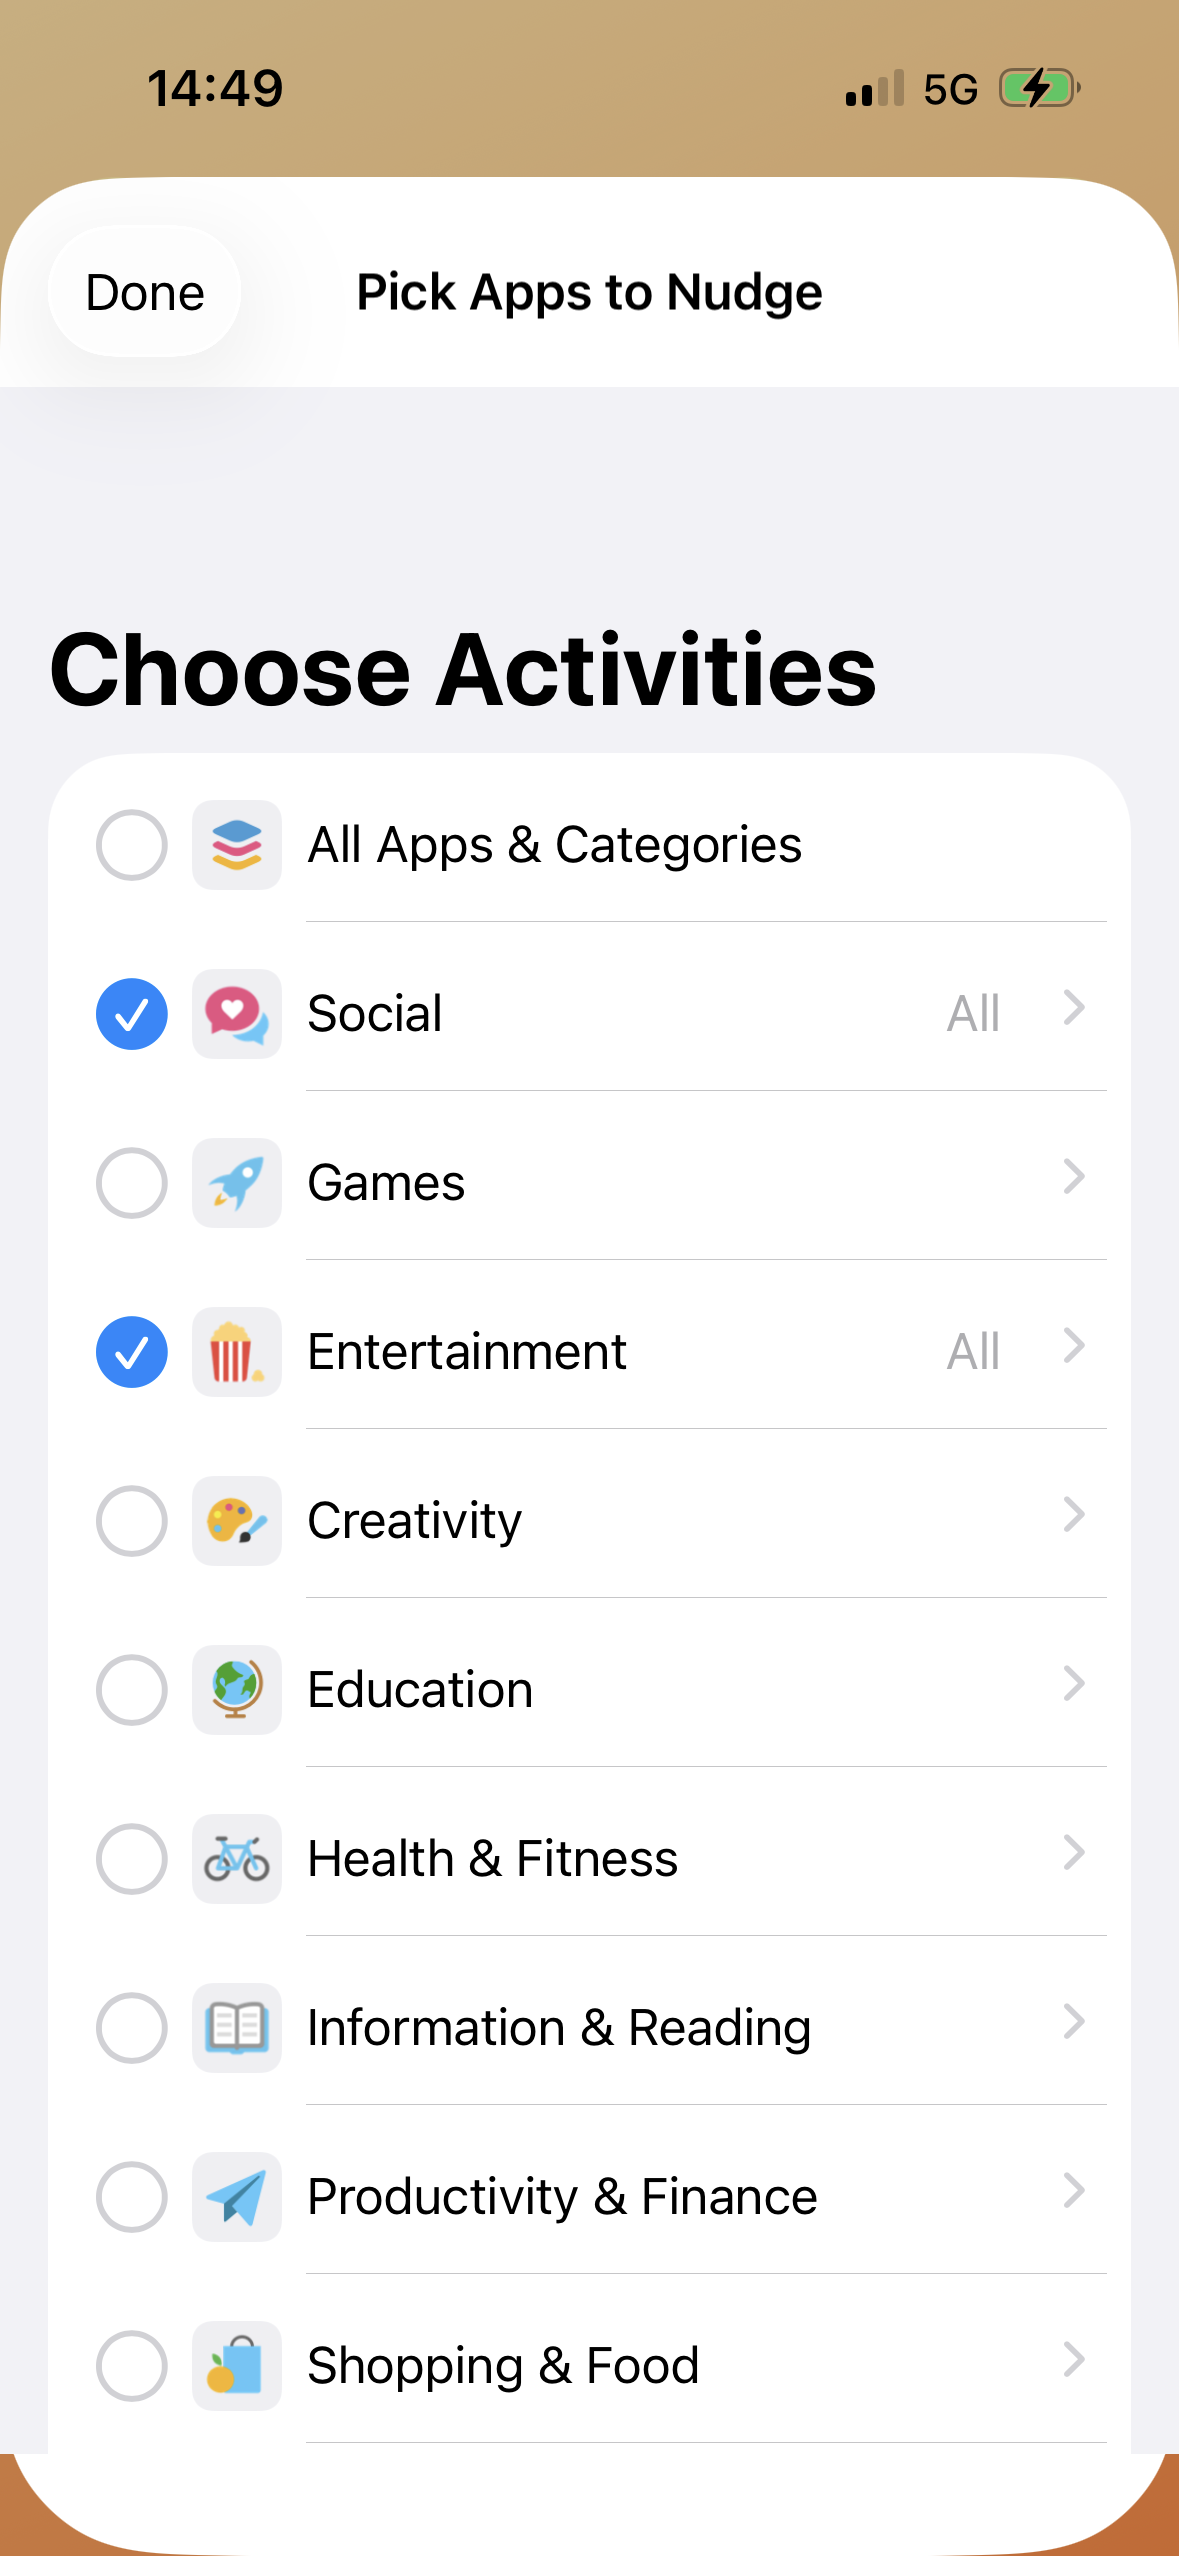 14:49
5G
Done
Pick Apps to Nudge
Choose Activities
All Apps & Categories
Social
All
Games
Entertainment
All
Creativity
Education
Health & Fitness
Information & Reading
Productivity & Finance
Shopping & Food